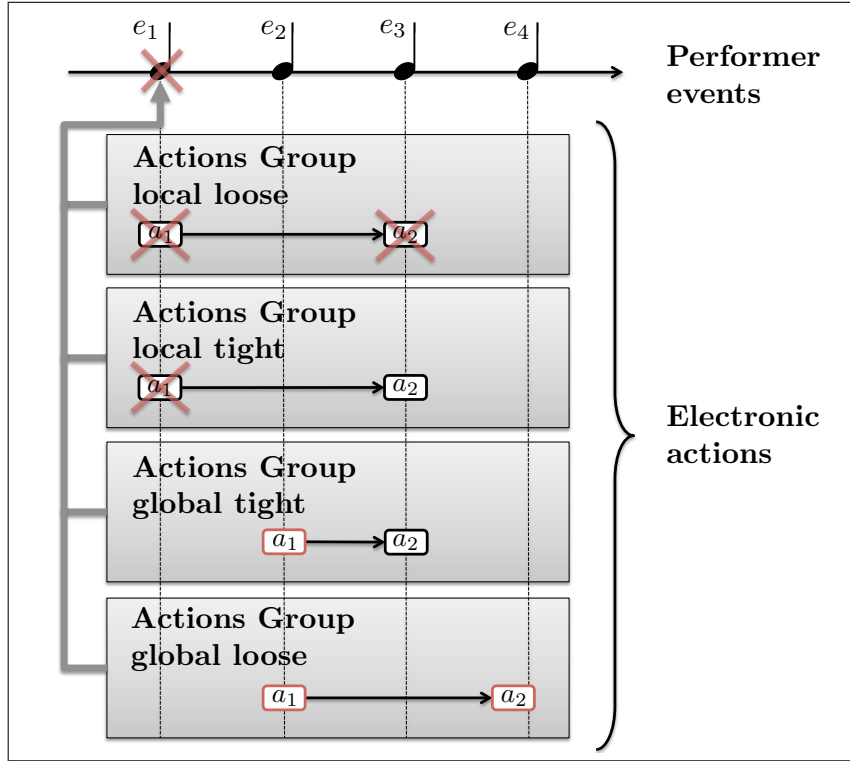 e1 e2 e3 e4
Performer
events
Actions Group
local loose
a1 a2
Actions Group
local tight
a1 a2
Electronic
actions
Actions Group
global tight
a1 a2
Actions Group
global loose
a1 a2